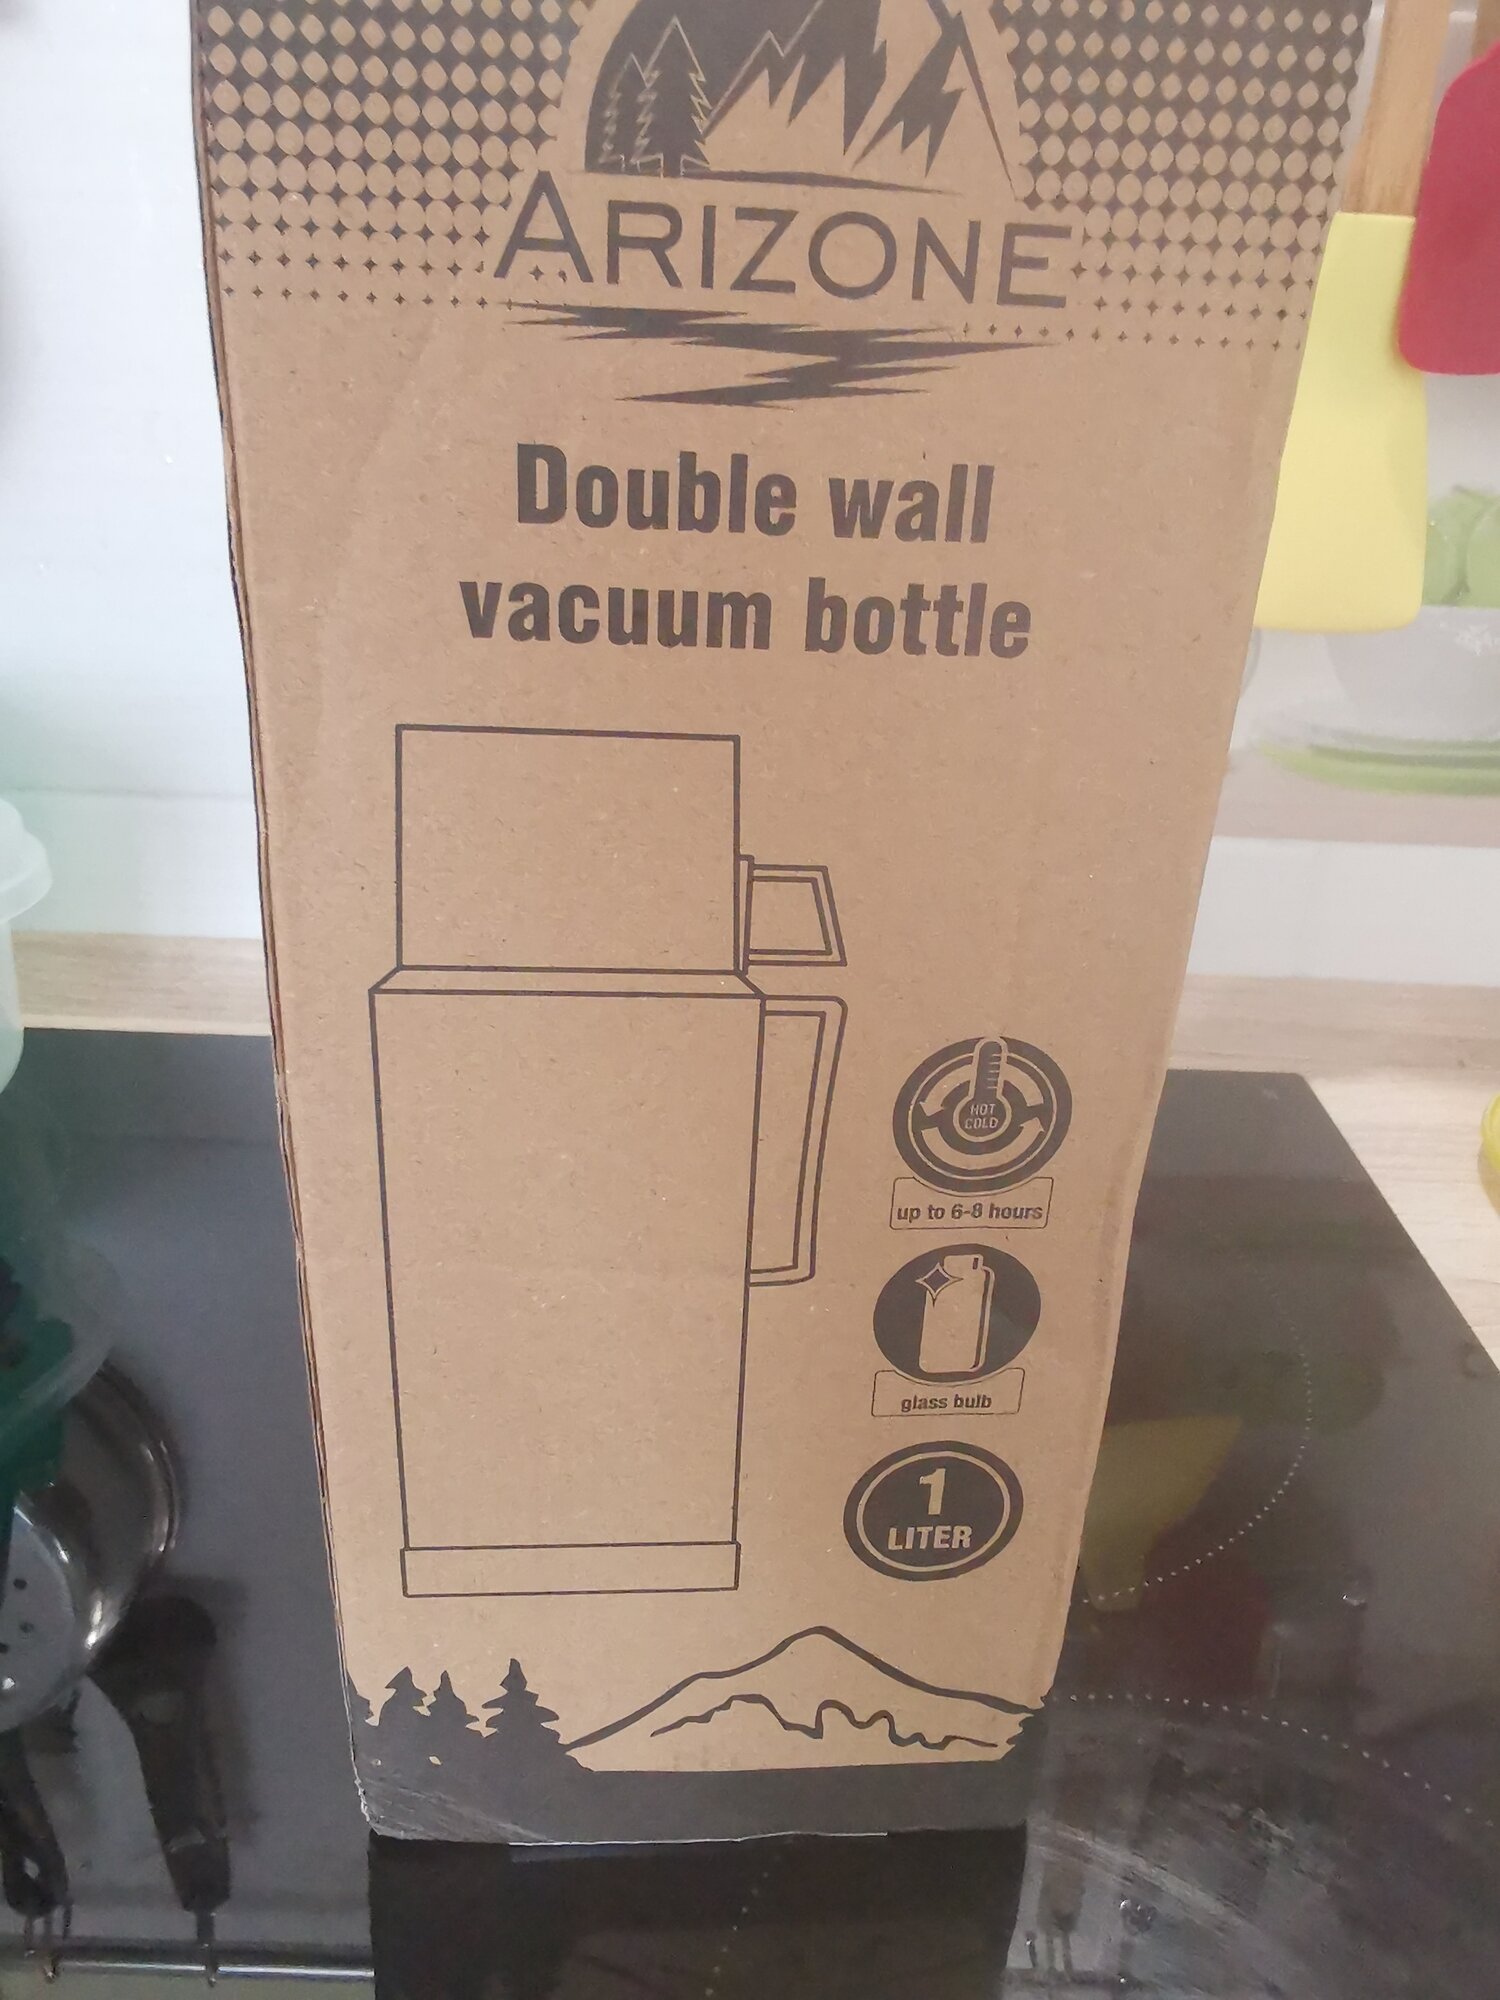 ARIZONE
Double wall
vacuum bottle
HOT
COLD
up to 6-8 hours
glass bulb
1
LITER